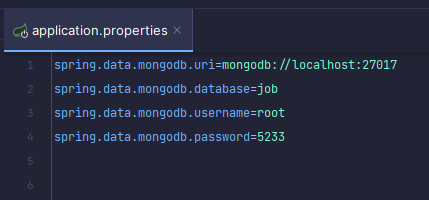 application.properties
1 spring.data.mongodb.uri=mongodb://localhost:27017
2 spring.data.mongodb.database=job
3 spring.data.mongodb.username=root
4 spring.data.mongodb.password=5233
5
6